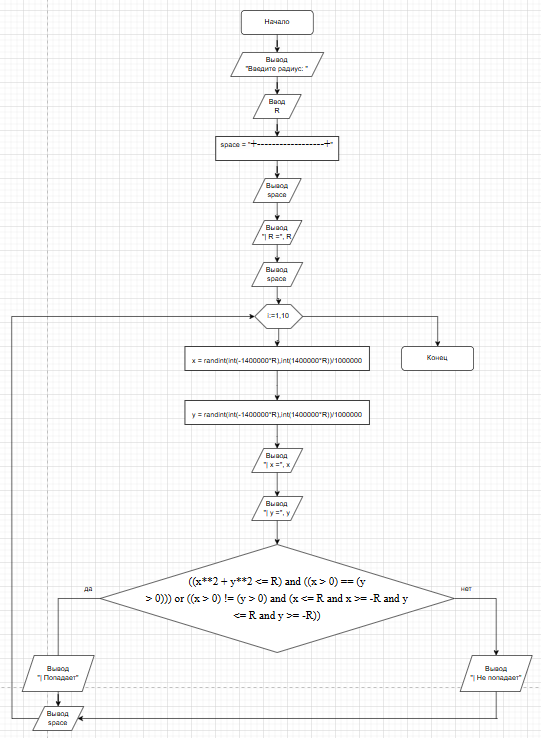 Начало
Вывод
"Введите радиус: "
Ввод
R
space = "+------------------+"
Вывод
space
Вывод
"| R =", R
Вывод
space
i:=1,10
Конец
x = randint(int(-1400000*R),int(1400000*R))/1000000
y = randint(int(-1400000*R),int(1400000*R))/1000000
Вывод
"| x =", x
Вывод
"| y =", y
((x**2 + y**2 <= R) and ((x > 0) == (y
> 0))) or ((x > 0) != (y > 0) and (x <= R and x >= -R and y
<= R and y >= -R))
да
нет
Вывод
"| Попадает"
Вывод
"| Не попадает"
Вывод
space